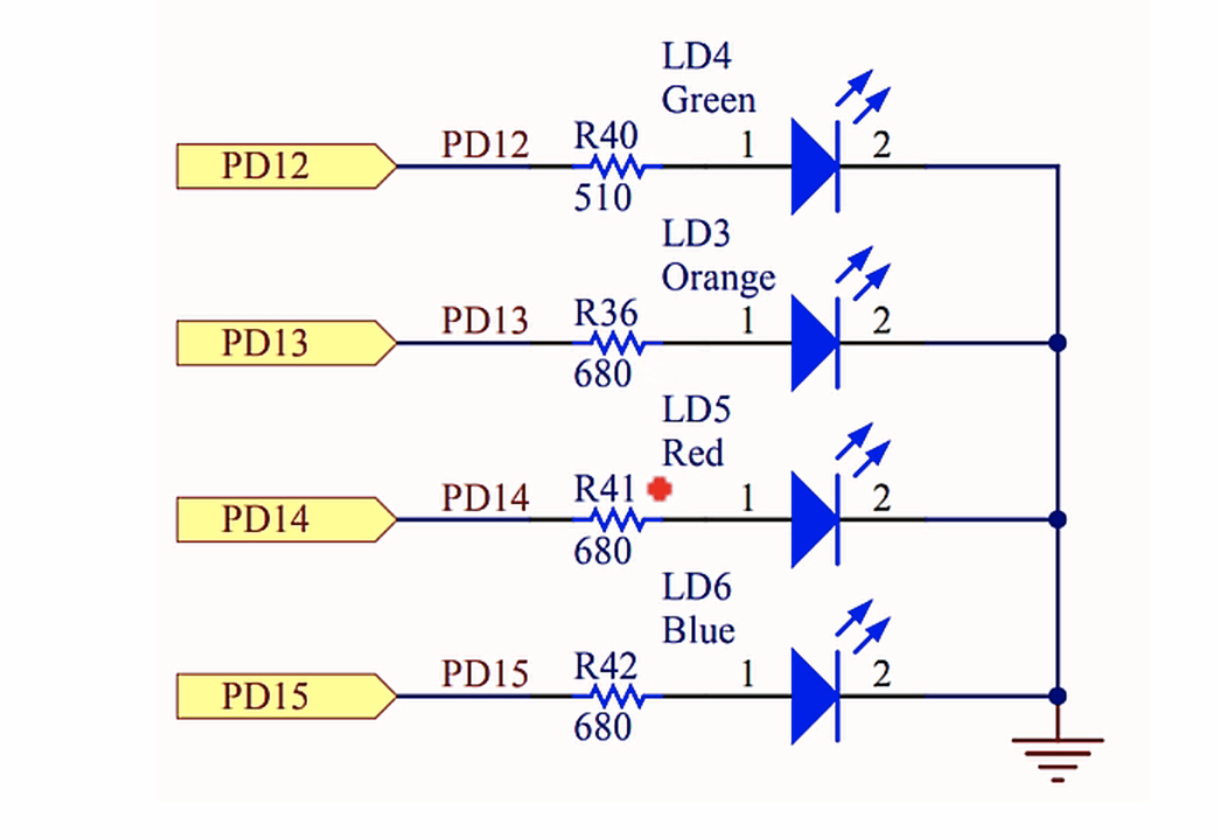 LD4
Green
PD12
PD12
R40
1
2
510
LD3
Orange
PD13
PD13
R36
1
2
680
LD5
Red
PD14
PD14
R41
1
2
680
LD6
Blue
PD15
PD15
R42
1
2
680